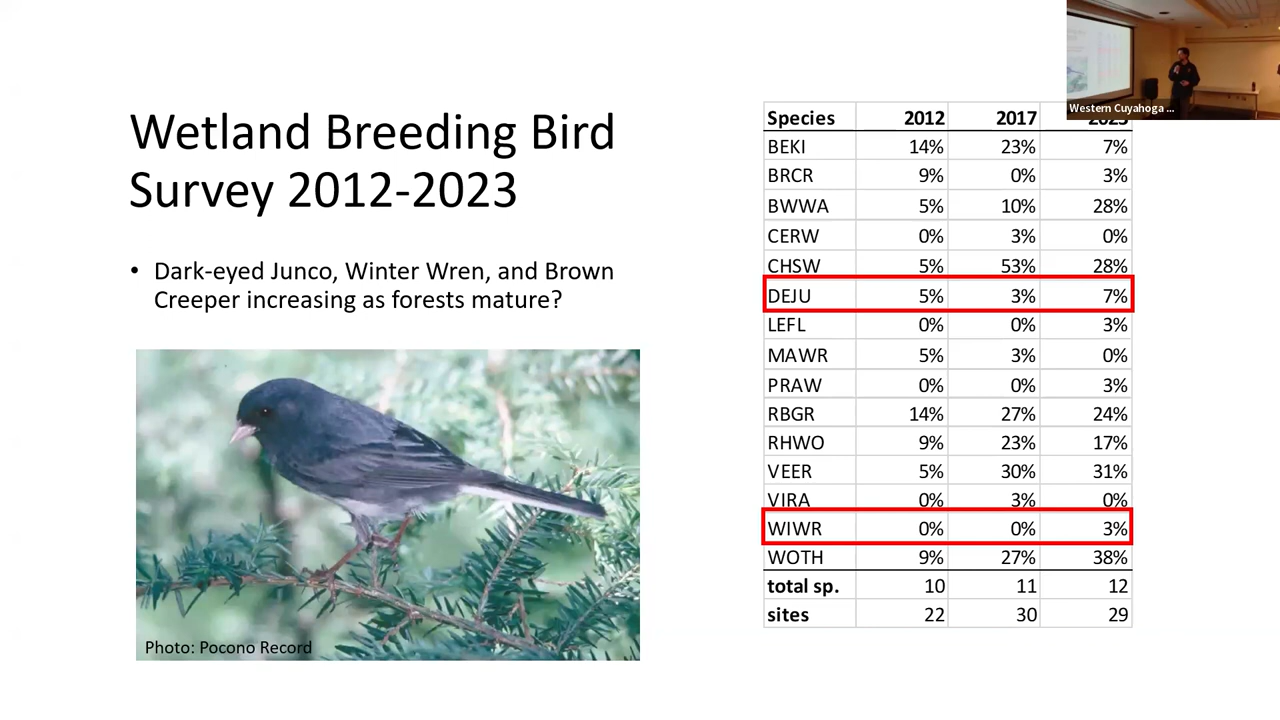 Wetland Breeding Bird
Survey 2012-2023
• Dark-eyed Junco, Winter Wren, and Brown
Creeper increasing as forests mature?
Photo: Pocono Record
Western Cuyahoga ...
Species 2012 2017 2023
BEKI 14% 23% 7%
BRCR 9% 0% 3%
BWWA 5% 10% 28%
CERW 0% 3% 0%
CHSW 5% 53% 28%
DEJU 5% 3% 7%
LEFL 0% 0% 3%
MAWR 5% 3% 0%
PRAW 0% 0% 3%
RBGR 14% 27% 24%
RHWO 9% 23% 17%
VEER 5% 30% 31%
VIRA 0% 3% 0%
WIWR 0% 0% 3%
WOTH 9% 27% 38%
total sp. 10 11 12
sites 22 30 29